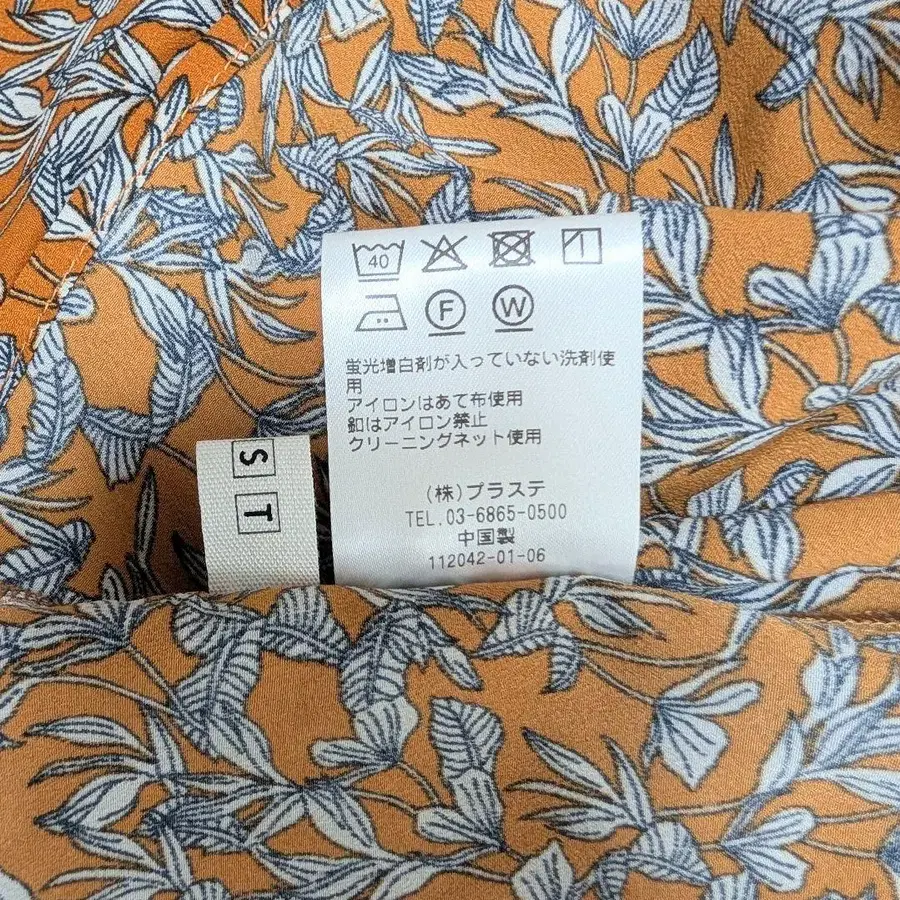 40
F
W
蛍光増白剤が入っていない洗剤使
用
アイロンはあて布使用
釦はアイロン禁止
クリーニングネット使用
(株)プラステ
TEL.03-6865-0500
中国製
112042-01-06
S
T